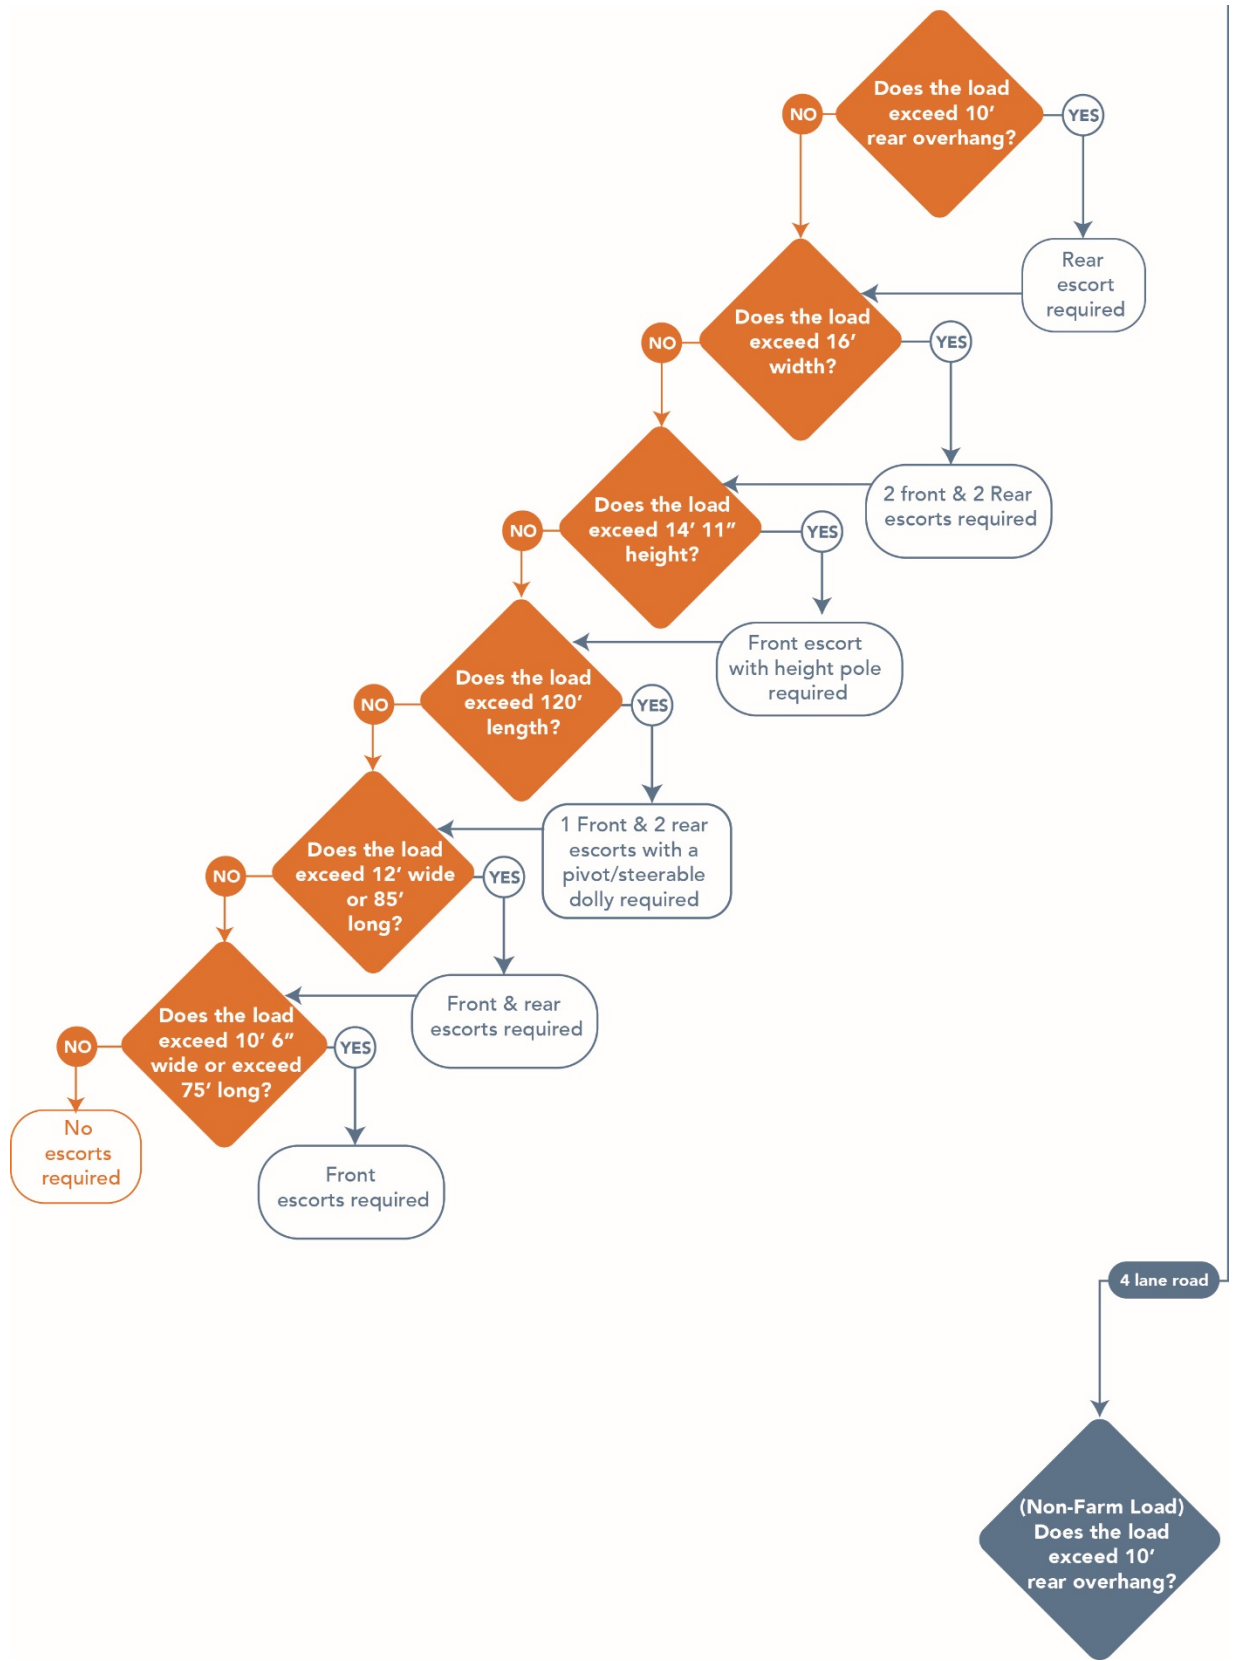 Does the load
exceed 10'
rear overhang?
NO
YES
Rear
escort
required
Does the load
exceed 16'
width?
NO
YES
2 front & 2 Rear
escorts required
Does the load
exceed 14' 11"
height?
NO
YES
Front escort
with height pole
required
Does the load
exceed 120'
length?
NO
YES
1 Front & 2 rear
escorts with a
pivot/steerable
dolly required
Does the load
exceed 12' wide
or 85'
long?
NO
YES
Front & rear
escorts required
Does the load
exceed 10' 6"
wide or exceed
75' long?
NO
YES
No
escorts
required
Front
escorts required
4 lane road
(Non-Farm Load)
Does the load
exceed 10'
rear overhang?